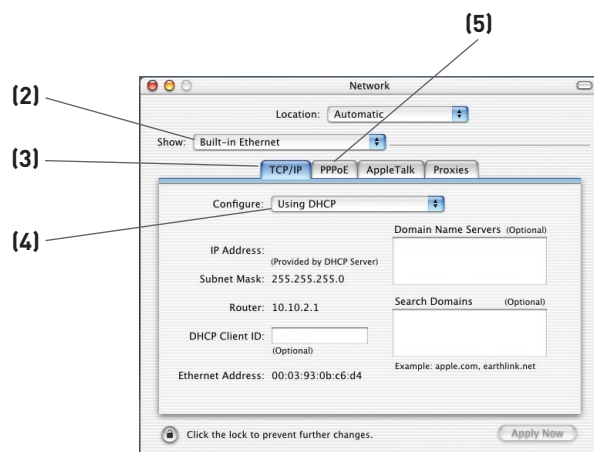 (5)
(2)
(3)
(4)
Network
Location: Automatic
Show: Built-in Ethernet
TCP/IP PPPoE AppleTalk Proxies
Configure: Using DHCP
Domain Name Servers (Optional)
IP Address:
(Provided by DHCP Server)
Subnet Mask: 255.255.255.0
Router: 10.10.2.1
Search Domains (Optional)
DHCP Client ID:
(Optional)
Example: apple.com, earthlink.net
Ethernet Address: 00:03:93:0b:c6:d4
Click the lock to prevent further changes.
Apply Now